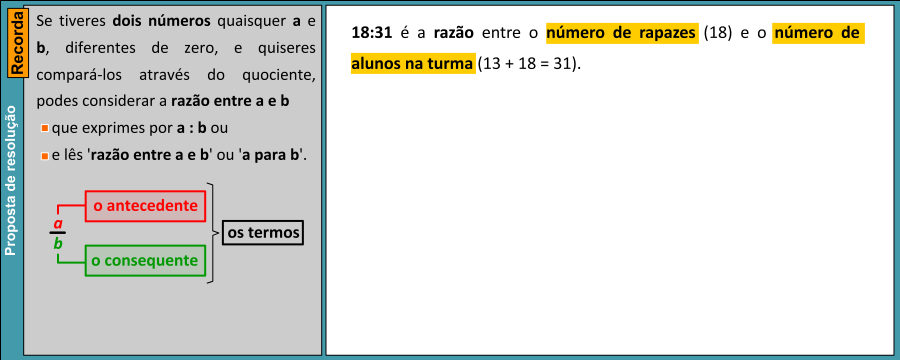 Proposta de resolução
Recorda
Se tiveres dois números quaisquer a e
b, diferentes de zero, e quiseres
compará-los através do quociente,
podes considerar a razão entre a e b
que exprimes por a : b ou
e lês 'razão entre a e b' ou 'a para b'.
a
b
o antecedente
o consequente
os termos
18:31 é a razão entre o número de rapazes (18) e o número de
alunos na turma (13 + 18 = 31).